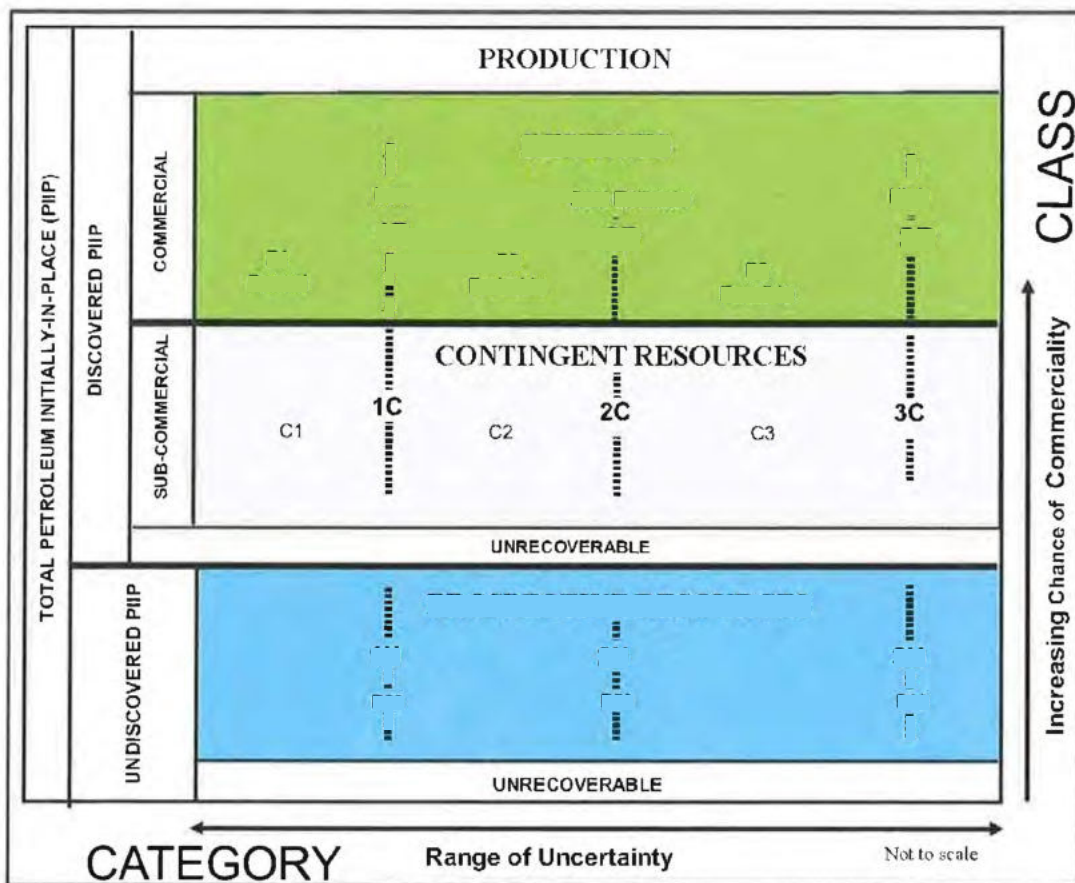 PRODUCTION
CONTINGENT RESOURCES
1C
2C
3C
C1
C2
C3
UNRECOVERABLE
UNRECOVERABLE
TOTAL PETROLEUM INITIALLY-IN-PLACE (PIIP)
DISCOVERED PIIP
UNDISCOVERED PIIP
COMMERCIAL
SUB-COMMERCIAL
CLASS
Increasing Chance of Commerciality
CATEGORY
Range of Uncertainty
Not to scale